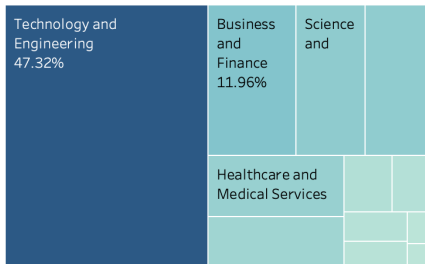 Technology and
Engineering
47.32%
Business
and
Finance
11.96%
Science
and
Healthcare and
Medical Services